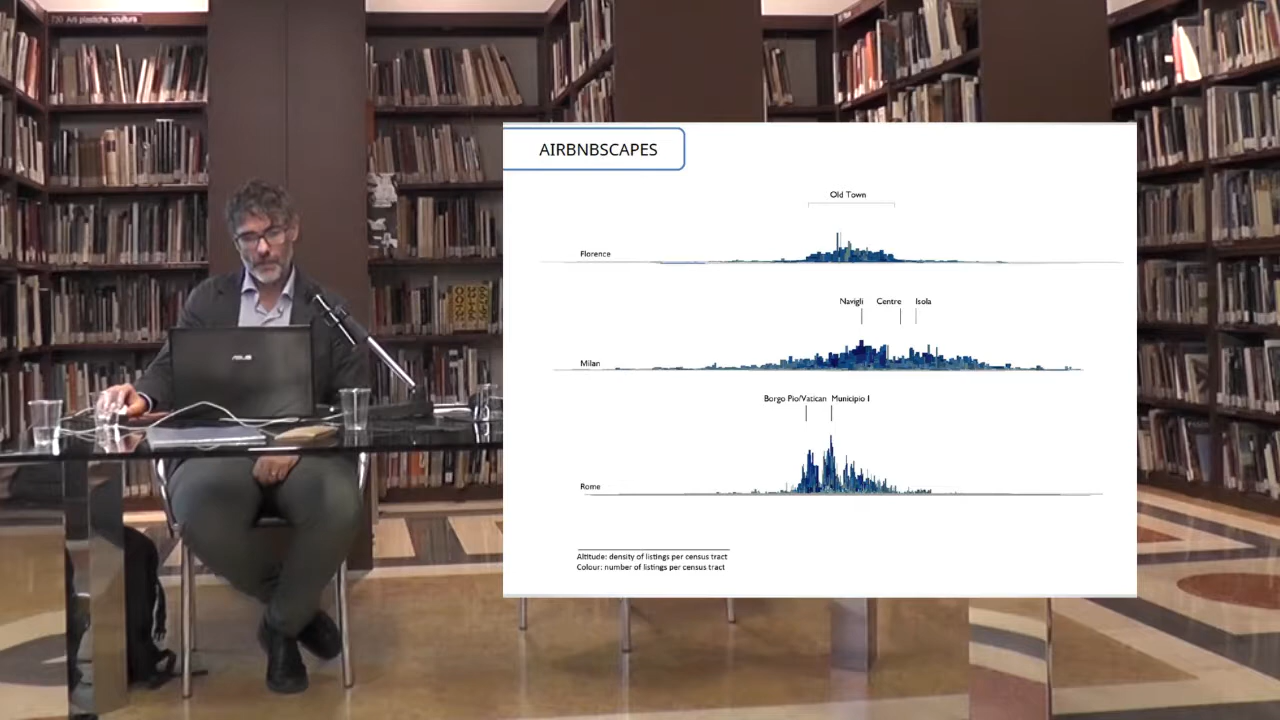 730 Arti plastiche scultura
AIRBNBSCAPES
Old Town
Florence
Navigli Centre Isola
Milan
Borgo Pio/Vatican Municipio I
Rome
Altitude: density of listings per census tract
Colour: number of listings per census tract
ASUS